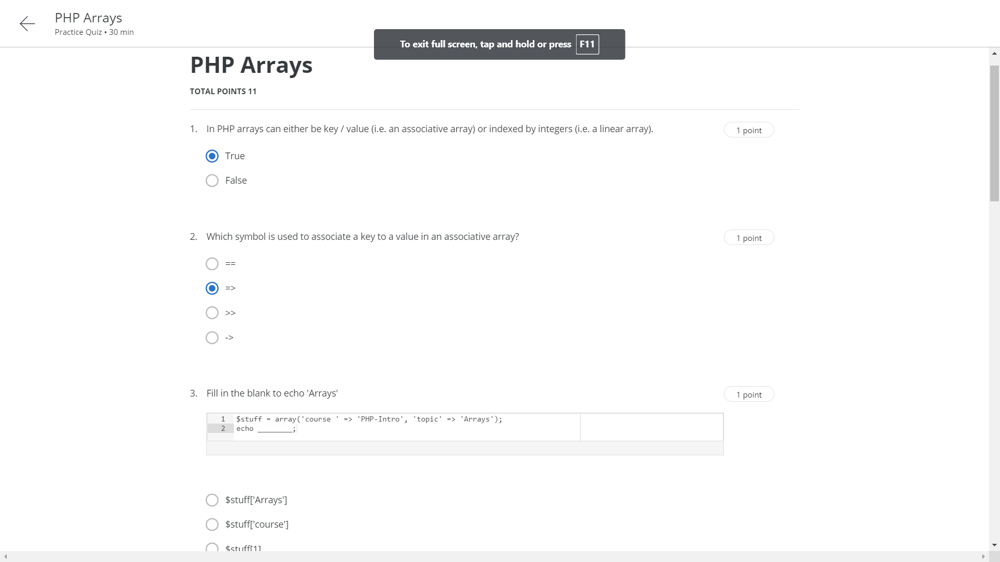 PHP Arrays
Practice Quiz • 30 min
To exit full screen, tap and hold or press F11
PHP Arrays
TOTAL POINTS 11
1. In PHP arrays can either be key / value (i.e. an associative array) or indexed by integers (i.e. a linear array).
1 point
True
False
2. Which symbol is used to associate a key to a value in an associative array?
1 point
==
=>
>>
->
3. Fill in the blank to echo 'Arrays'
1 point
1 $stuff = array('course ' => 'PHP-Intro', 'topic' => 'Arrays');
2 echo ________;
$stuff['Arrays']
$stuff['course']
$stuff[1]